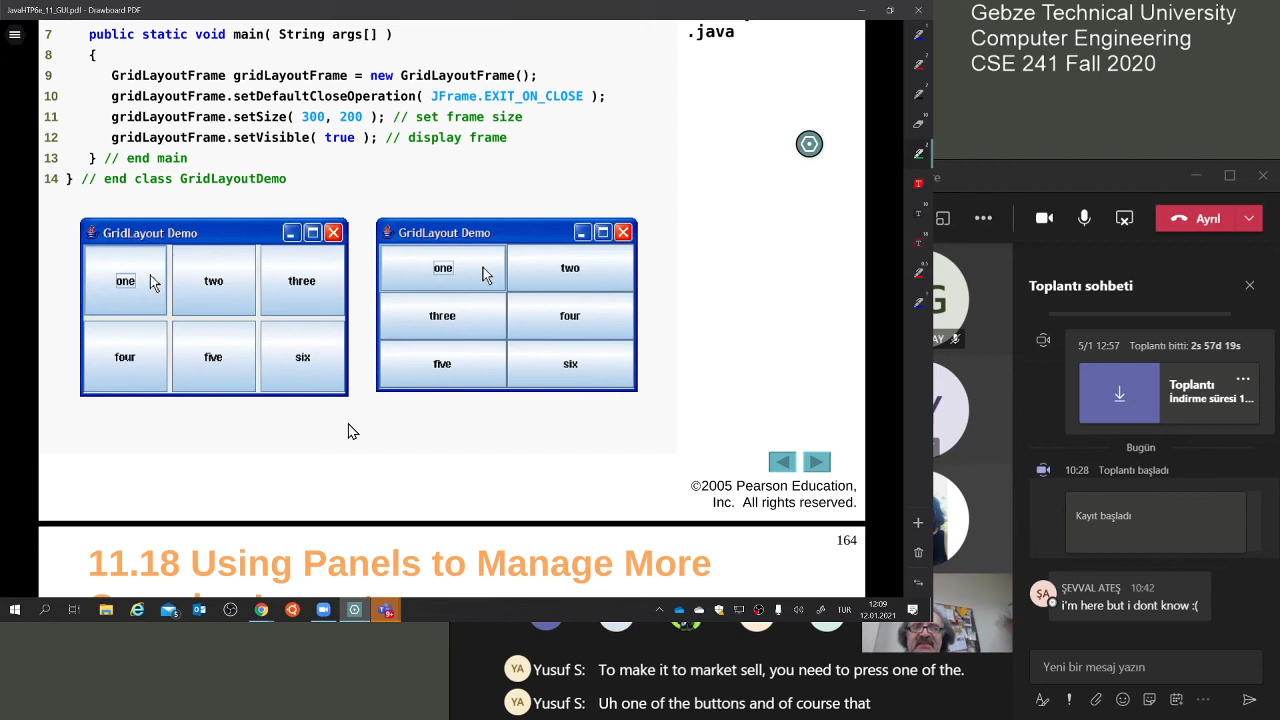 JavaHTP6e_11_GUI.pdf - Drawboard PDF
7 public static void main( String args[] )
8 {
9 GridLayoutFrame gridLayoutFrame = new GridLayoutFrame();
10 gridLayoutFrame.setDefaultCloseOperation( JFrame.EXIT_ON_CLOSE );
11 gridLayoutFrame.setSize( 300, 200 ); // set frame size
12 gridLayoutFrame.setVisible( true ); // display frame
13 } // end main
14 } // end class GridLayoutDemo
.java
GridLayout Demo
one two three
four five six
GridLayout Demo
one two
three four
five six
©2005 Pearson Education,
Inc. All rights reserved.
164
11.18 Using Panels to Manage More
TUR
12:09
12.01.2021
Gebze Technical University
Computer Engineering
CSE 241 Fall 2020
Ayrıl
Toplantı sohbeti
5/1 12:57 Toplantı bitti: 2s 57d 19s
Toplantı
İndirme süresi 1...
Bugün
10:28 Toplantı başladı
Kayıt başladı
ŞA
ŞEVVAL ATEŞ 10:42
i'm here but i dont know :(
Yeni bir mesaj yazın
YA Yusuf S: To make it to market sell, you need to press one of the.
YA Yusuf S: Uh one of the buttons and of course that